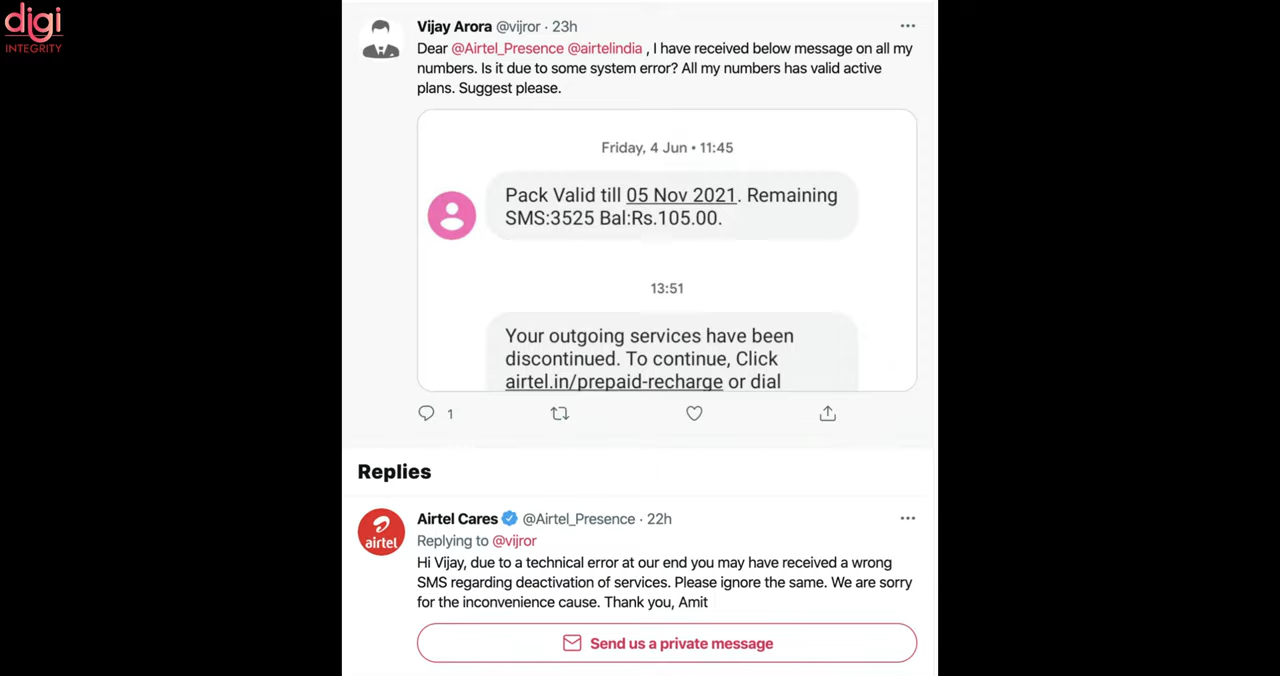 digi
INTEGRITY
Vijay Arora @vijror · 23h
Dear @Airtel_Presence @airtelindia , I have received below message on all my
numbers. Is it due to some system error? All my numbers has valid active
plans. Suggest please.
Friday, 4 Jun • 11:45
Pack Valid till 05 Nov 2021. Remaining
SMS:3525 Bal:Rs.105.00.
13:51
Your outgoing services have been
discontinued. To continue, Click
airtel.in/prepaid-recharge or dial
1
Replies
Airtel Cares @Airtel_Presence · 22h
Replying to @vijror
airtel
Hi Vijay, due to a technical error at our end you may have received a wrong
SMS regarding deactivation of services. Please ignore the same. We are sorry
for the inconvenience cause. Thank you, Amit
Send us a private message